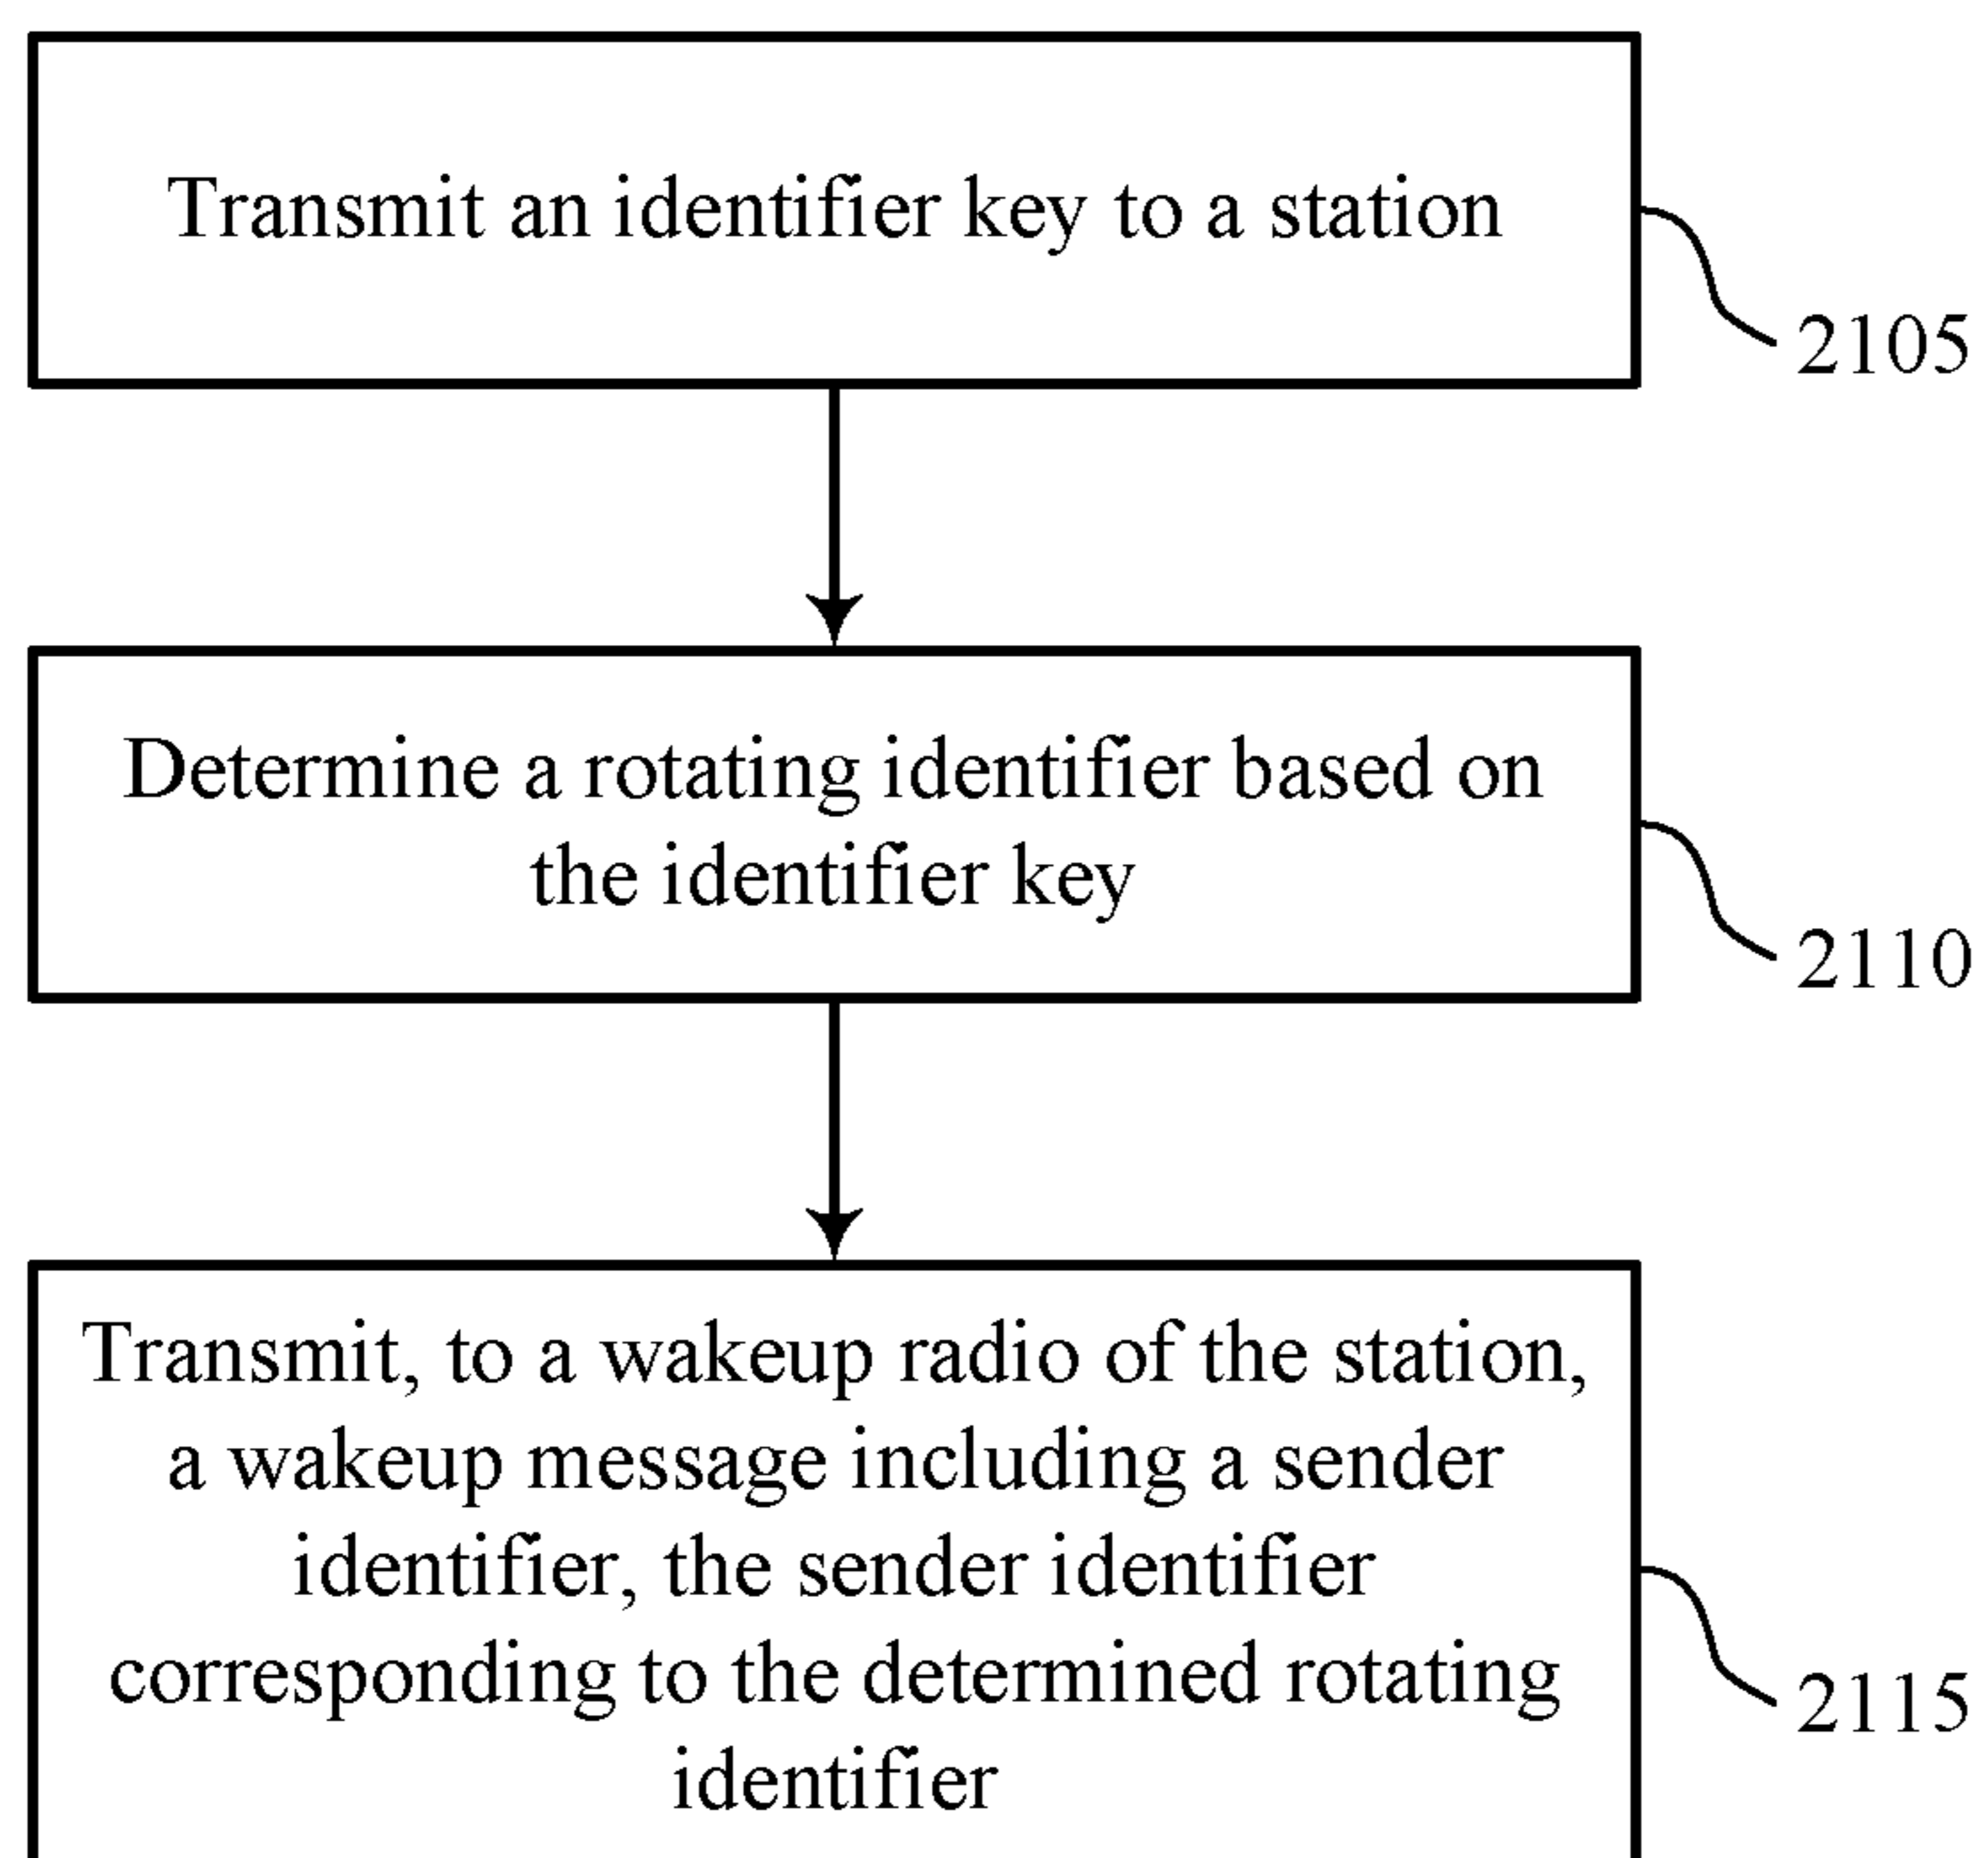 Transmit an identifier key to a station
2105
Determine a rotating identifier based on
the identifier key
2110
Transmit, to a wakeup radio of the station,
a wakeup message including a sender
identifier, the sender identifier
corresponding to the determined rotating
identifier
2115